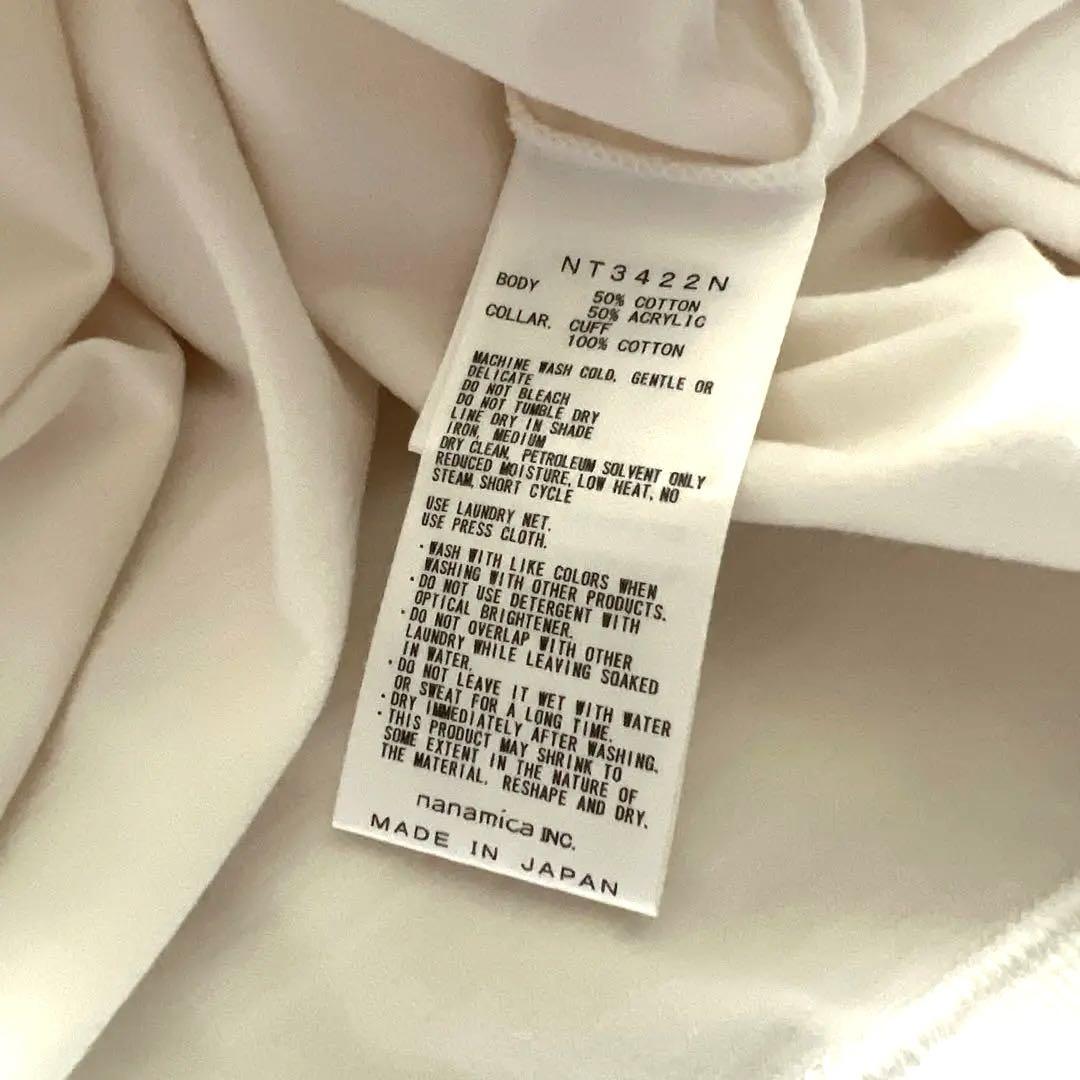 NT3422N
BODY 50% COTTON
50% ACRYLIC
COLLAR, CUFF
100% COTTON
MACHINE WASH COLD, GENTLE OR
DELICATE
DO NOT BLEACH
DO NOT TUMBLE DRY
LINE DRY IN SHADE
IRON, MEDIUM
DRY CLEAN, PETROLEUM SOLVENT ONLY
REDUCED MOISTURE, LOW HEAT, NO
STEAM, SHORT CYCLE
USE LAUNDRY NET.
USE PRESS CLOTH.
・WASH WITH LIKE COLORS WHEN
WASHING WITH OTHER PRODUCTS.
・DO NOT USE DETERGENT WITH
OPTICAL BRIGHTENER.
・DO NOT OVERLAP WITH OTHER
LAUNDRY WHILE LEAVING SOAKED
IN WATER.
・DO NOT LEAVE IT WET WITH WATER
OR SWEAT FOR A LONG TIME.
・DRY IMMEDIATELY AFTER WASHING.
・THIS PRODUCT MAY SHRINK TO
SOME EXTENT IN THE NATURE OF
THE MATERIAL. RESHAPE AND DRY.
nanamica INC.
MADE IN JAPAN